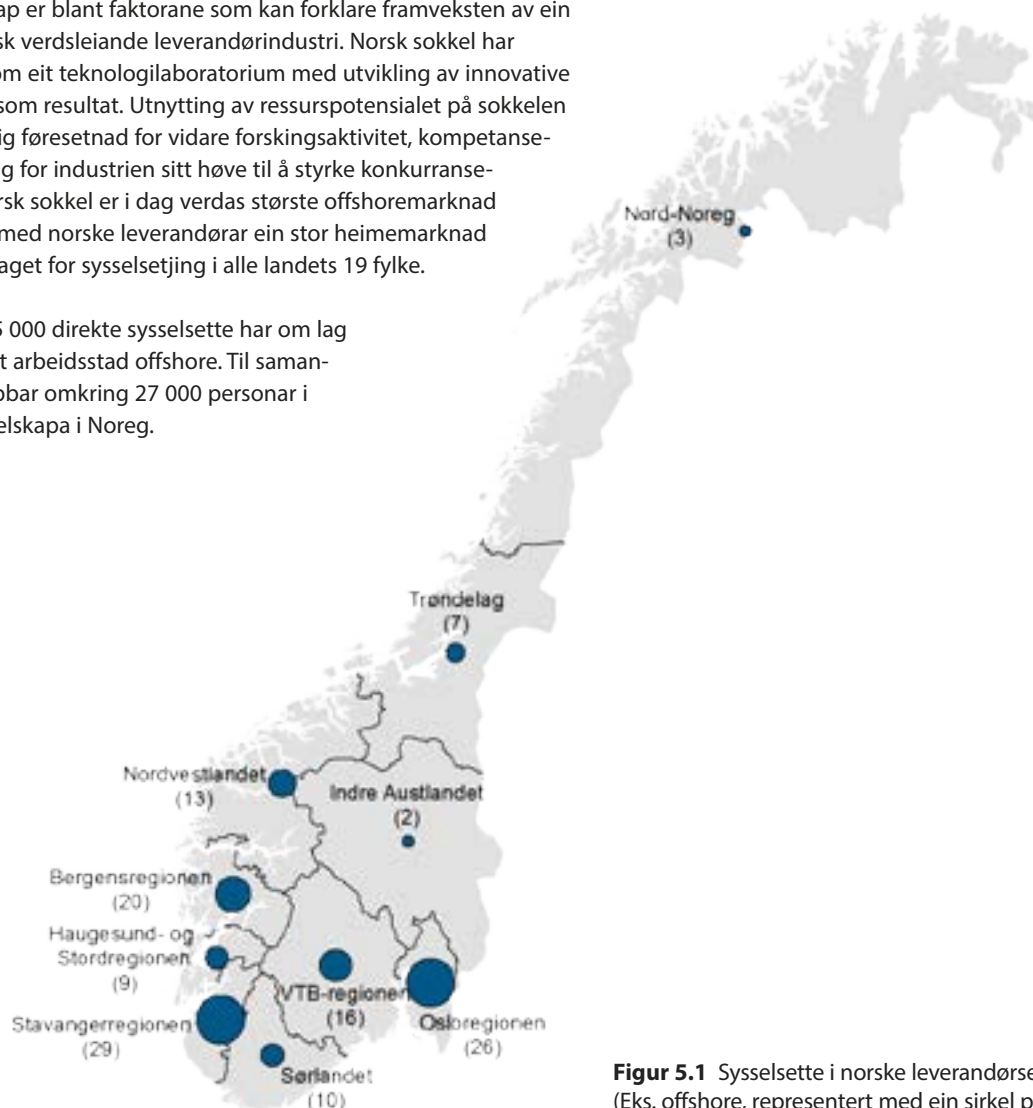 ap er blant faktorane som kan forklare framveksten av ein
sk verdsleiande leverandørindustri. Norsk sokkel har
om eit teknologilaboratorium med utvikling av innovative
som resultat. Utnytting av ressurspotensialet på sokkelen
ig føresetnad for vidare forskingsaktivitet, kompetanse-
g for industrien sitt høve til å styrke konkurranse-
rsk sokkel er i dag verdas største offshoremarknad
med norske leverandørar ein stor heimemarknad
aget for sysselsetjing i alle landets 19 fylke.
5 000 direkte sysselsette har om lag
t arbeidsstad offshore. Til saman-
bbar omkring 27 000 personar i
elskapa i Noreg.
Nord-Noreg
(3)
Trøndelag
(7)
Nordvestlandet
(13)
Indre Austlandet
(2)
Bergensregionen
(20)
Haugesund- og
Stordregionen
(9)
VTB-regionen
(16)
Stavangerregionen
(29)
Osloregionen
(26)
Sørlandet
(10)
Figur 5.1 Sysselsette i norske leverandørse
(Eks. offshore, representert med ein sirkel p